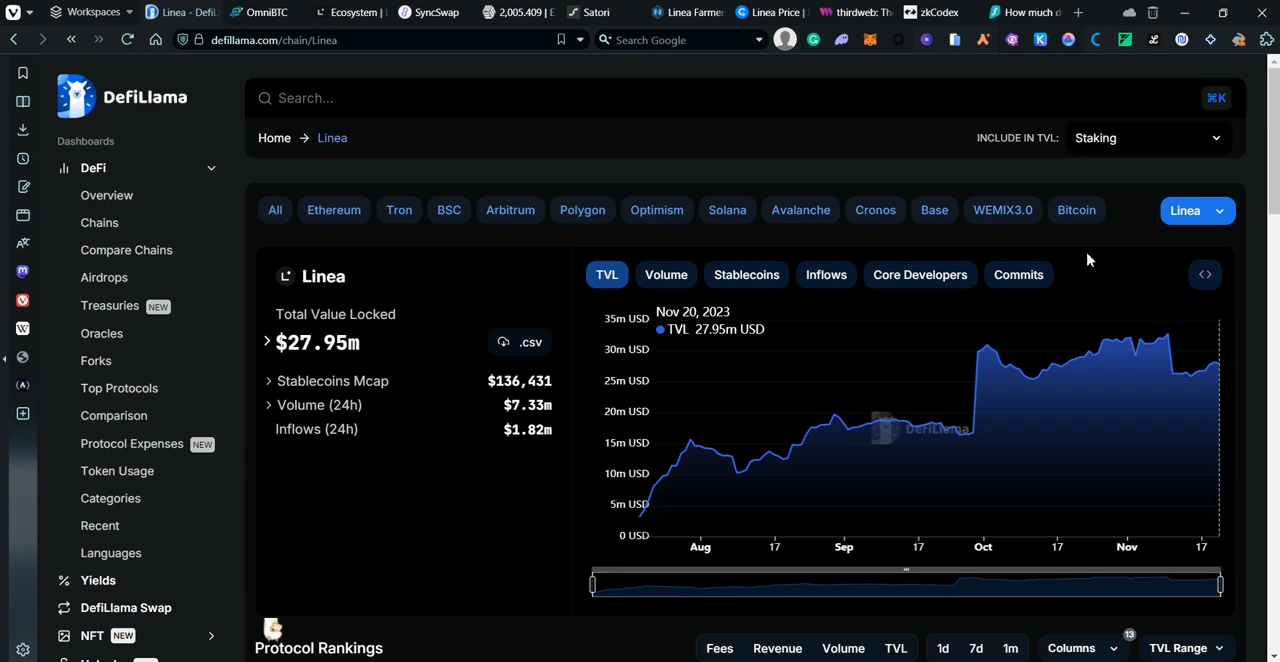 Workspaces
Linea - DefiL
OmniBTC
Ecosystem |
SyncSwap
2,005.409 | E
Satori
Linea Farmer
Linea Price |
thirdweb: Th
zkCodex
How much d
defillama.com/chain/Linea
Search Google
DefiLlama
Search...
⌘K
Home → Linea
INCLUDE IN TVL:
Staking
Dashboards
DeFi
Overview
Chains
Compare Chains
Airdrops
Treasuries NEW
Oracles
Forks
Top Protocols
Comparison
Protocol Expenses NEW
Token Usage
Categories
Recent
Languages
Yields
DefiLlama Swap
NFT NEW
All
Ethereum
Tron
BSC
Arbitrum
Polygon
Optimism
Solana
Avalanche
Cronos
Base
WEMIX3.0
Bitcoin
Linea
Linea
Total Value Locked
$27.95m
.csv
Stablecoins Mcap $136,431
Volume (24h) $7.33m
Inflows (24h) $1.82m
TVL
Volume
Stablecoins
Inflows
Core Developers
Commits
Nov 20, 2023
TVL 27.95m USD
35m USD
30m USD
25m USD
20m USD
15m USD
10m USD
5m USD
0 USD
DefiLlama
Aug
17
Sep
17
Oct
17
Nov
17
Protocol Rankings
Fees
Revenue
Volume
TVL
1d
7d
1m
Columns
13
TVL Range